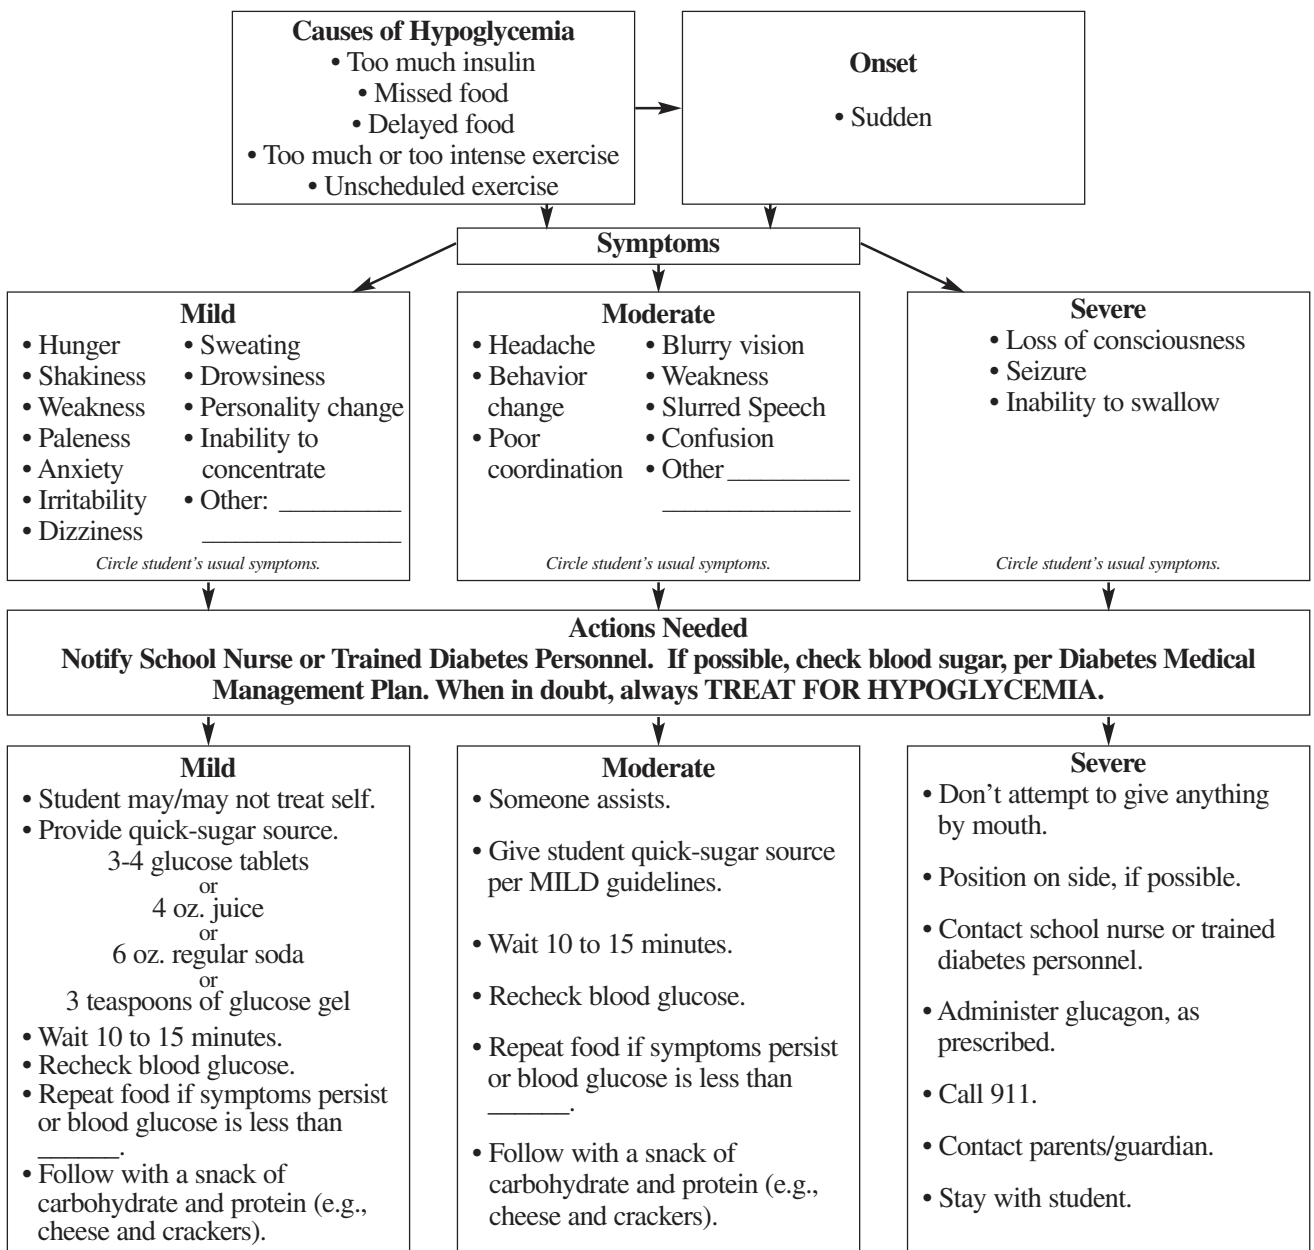 Causes of Hypoglycemia
• Too much insulin
• Missed food
• Delayed food
• Too much or too intense exercise
• Unscheduled exercise
Onset
• Sudden
Symptoms
Mild
• Hunger
• Shakiness
• Weakness
• Paleness
• Anxiety
• Irritability
• Dizziness
• Sweating
• Drowsiness
• Personality change
• Inability to
concentrate
• Other: __________
________________
Circle student's usual symptoms.
Moderate
• Headache
• Behavior
change
• Poor
coordination
• Blurry vision
• Weakness
• Slurred Speech
• Confusion
• Other __________
_______________
Circle student's usual symptoms.
Severe
• Loss of consciousness
• Seizure
• Inability to swallow
Circle student's usual symptoms.
Actions Needed
Notify School Nurse or Trained Diabetes Personnel. If possible, check blood sugar, per Diabetes Medical
Management Plan. When in doubt, always TREAT FOR HYPOGLYCEMIA.
Mild
• Student may/may not treat self.
• Provide quick-sugar source.
3-4 glucose tablets
or
4 oz. juice
or
6 oz. regular soda
or
3 teaspoons of glucose gel
• Wait 10 to 15 minutes.
• Recheck blood glucose.
• Repeat food if symptoms persist
or blood glucose is less than
______.
• Follow with a snack of
carbohydrate and protein (e.g.,
cheese and crackers).
Moderate
• Someone assists.
• Give student quick-sugar source
per MILD guidelines.
• Wait 10 to 15 minutes.
• Recheck blood glucose.
• Repeat food if symptoms persist
or blood glucose is less than
______.
• Follow with a snack of
carbohydrate and protein (e.g.,
cheese and crackers).
Severe
• Don't attempt to give anything
by mouth.
• Position on side, if possible.
• Contact school nurse or trained
diabetes personnel.
• Administer glucagon, as
prescribed.
• Call 911.
• Contact parents/guardian.
• Stay with student.